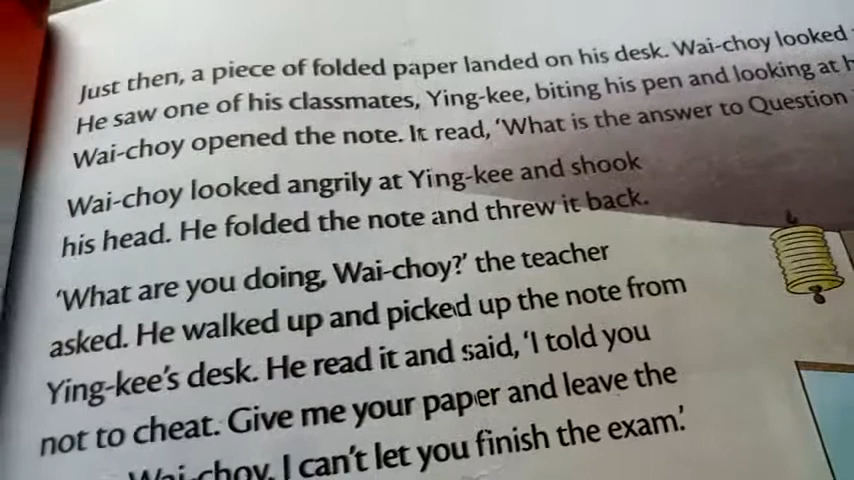 Just then, a piece of folded paper landed on his desk. Wai-choy looked
He saw one of his classmates, Ying-kee, biting his pen and looking at
Wai-choy opened the note. It read, ‘What is the answer to Question
Wai-choy looked angrily at Ying-kee and shook
his head. He folded the note and threw it back.
‘What are you doing, Wai-choy?’ the teacher
asked. He walked up and picked up the note from
Ying-kee’s desk. He read it and said, ‘I told you
not to cheat. Give me your paper and leave the
Wai-choy. I can’t let you finish the exam.’